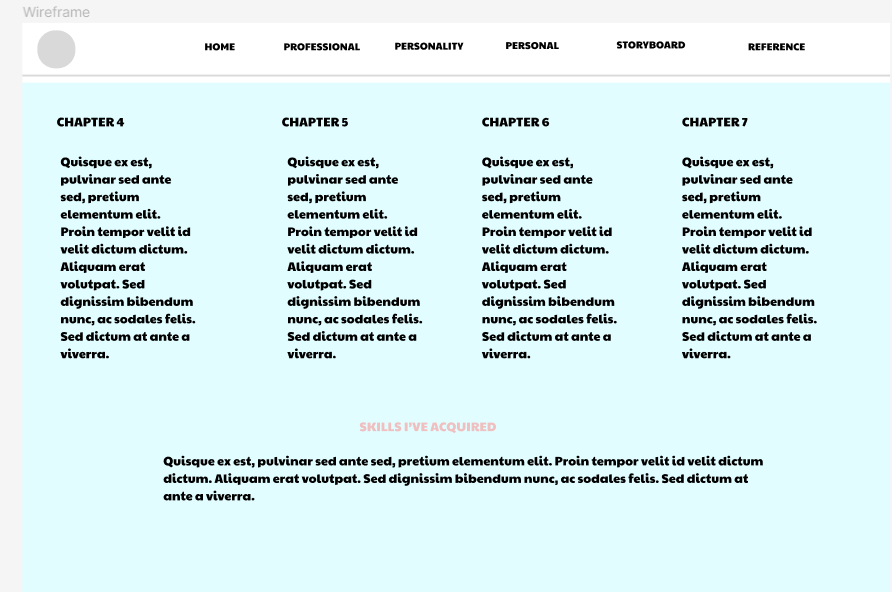 Wireframe
HOME PROFESSIONAL PERSONALITY PERSONAL STORYBOARD REFERENCE
CHAPTER 4
Quisque ex est,
pulvinar sed ante
sed, pretium
elementum elit.
Proin tempor velit id
velit dictum dictum.
Aliquam erat
volutpat. Sed
dignissim bibendum
nunc, ac sodales felis.
Sed dictum at ante a
viverra.
CHAPTER 5
Quisque ex est,
pulvinar sed ante
sed, pretium
elementum elit.
Proin tempor velit id
velit dictum dictum.
Aliquam erat
volutpat. Sed
dignissim bibendum
nunc, ac sodales felis.
Sed dictum at ante a
viverra.
CHAPTER 6
Quisque ex est,
pulvinar sed ante
sed, pretium
elementum elit.
Proin tempor velit id
velit dictum dictum.
Aliquam erat
volutpat. Sed
dignissim bibendum
nunc, ac sodales felis.
Sed dictum at ante a
viverra.
CHAPTER 7
Quisque ex est,
pulvinar sed ante
sed, pretium
elementum elit.
Proin tempor velit id
velit dictum dictum.
Aliquam erat
volutpat. Sed
dignissim bibendum
nunc, ac sodales felis.
Sed dictum at ante a
viverra.
SKILLS I'VE ACQUIRED
Quisque ex est, pulvinar sed ante sed, pretium elementum elit. Proin tempor velit id velit dictum
dictum. Aliquam erat volutpat. Sed dignissim bibendum nunc, ac sodales felis. Sed dictum at
ante a viverra.